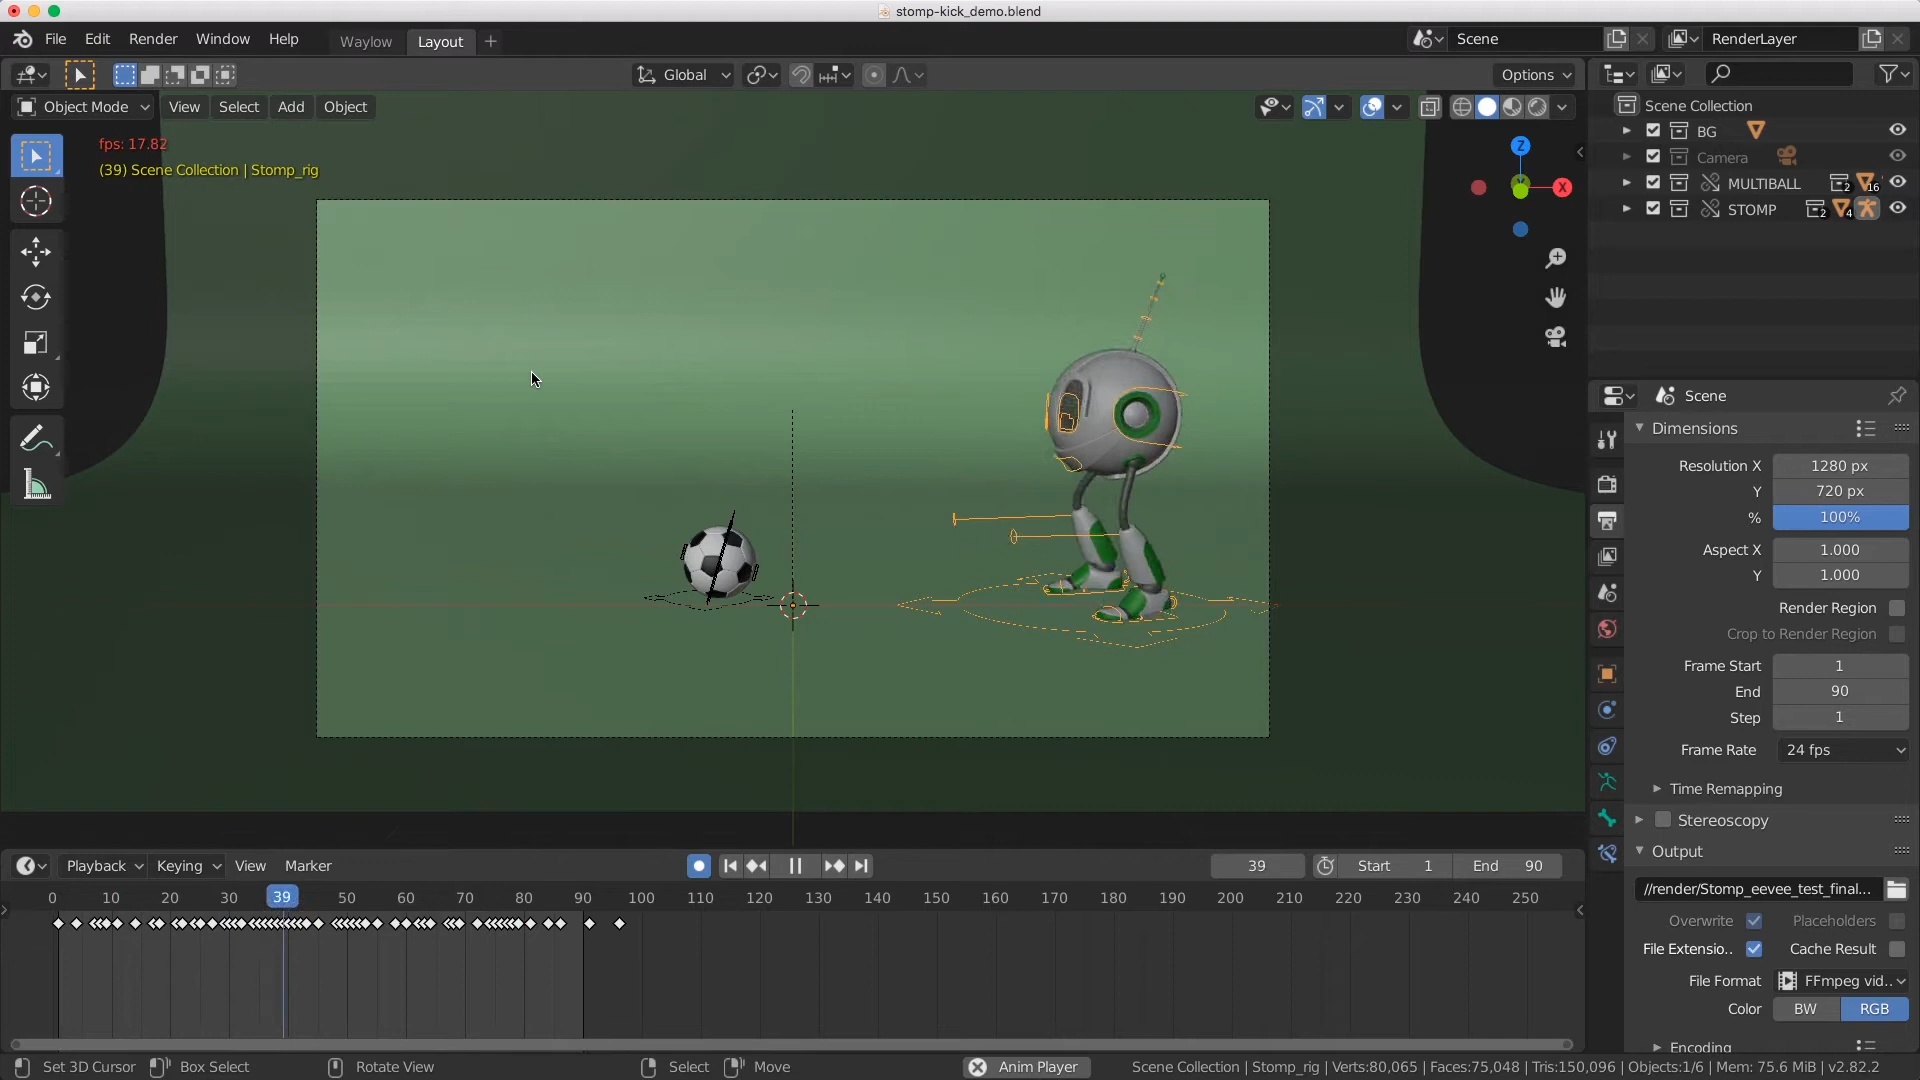 stomp-kick_demo.blend
File Edit Render Window Help Waylow Layout Scene RenderLayer
Global Options
Object Mode View Select Add Object
fps: 17.82
(39) Scene Collection | Stomp_rig
Z
X
Scene Collection
BG
Camera
MULTIBALL 2 16
STOMP 2 4
Scene
Dimensions
Resolution X 1280 px
Y 720 px
% 100%
Aspect X 1.000
Y 1.000
Render Region
Crop to Render Region
Frame Start 1
End 90
Step 1
Frame Rate 24 fps
Time Remapping
Stereoscopy
Output
//render/Stomp_eevee_test_final...
Overwrite Placeholders
File Extensio.. Cache Result
File Format FFmpeg vid..
Color BW RGB
Encoding
Playback Keying View Marker 39 Start 1 End 90
0 10 20 30 39 50 60 70 80 90 100 110 120 130 140 150 160 170 180 190 200 210 220 230 240 250
Set 3D Cursor Box Select Rotate View Select Move Anim Player Scene Collection | Stomp_rig | Verts:80,065 | Faces:75,048 | Tris:150,096 | Objects:1/6 | Mem: 75.6 MiB | v2.82.2